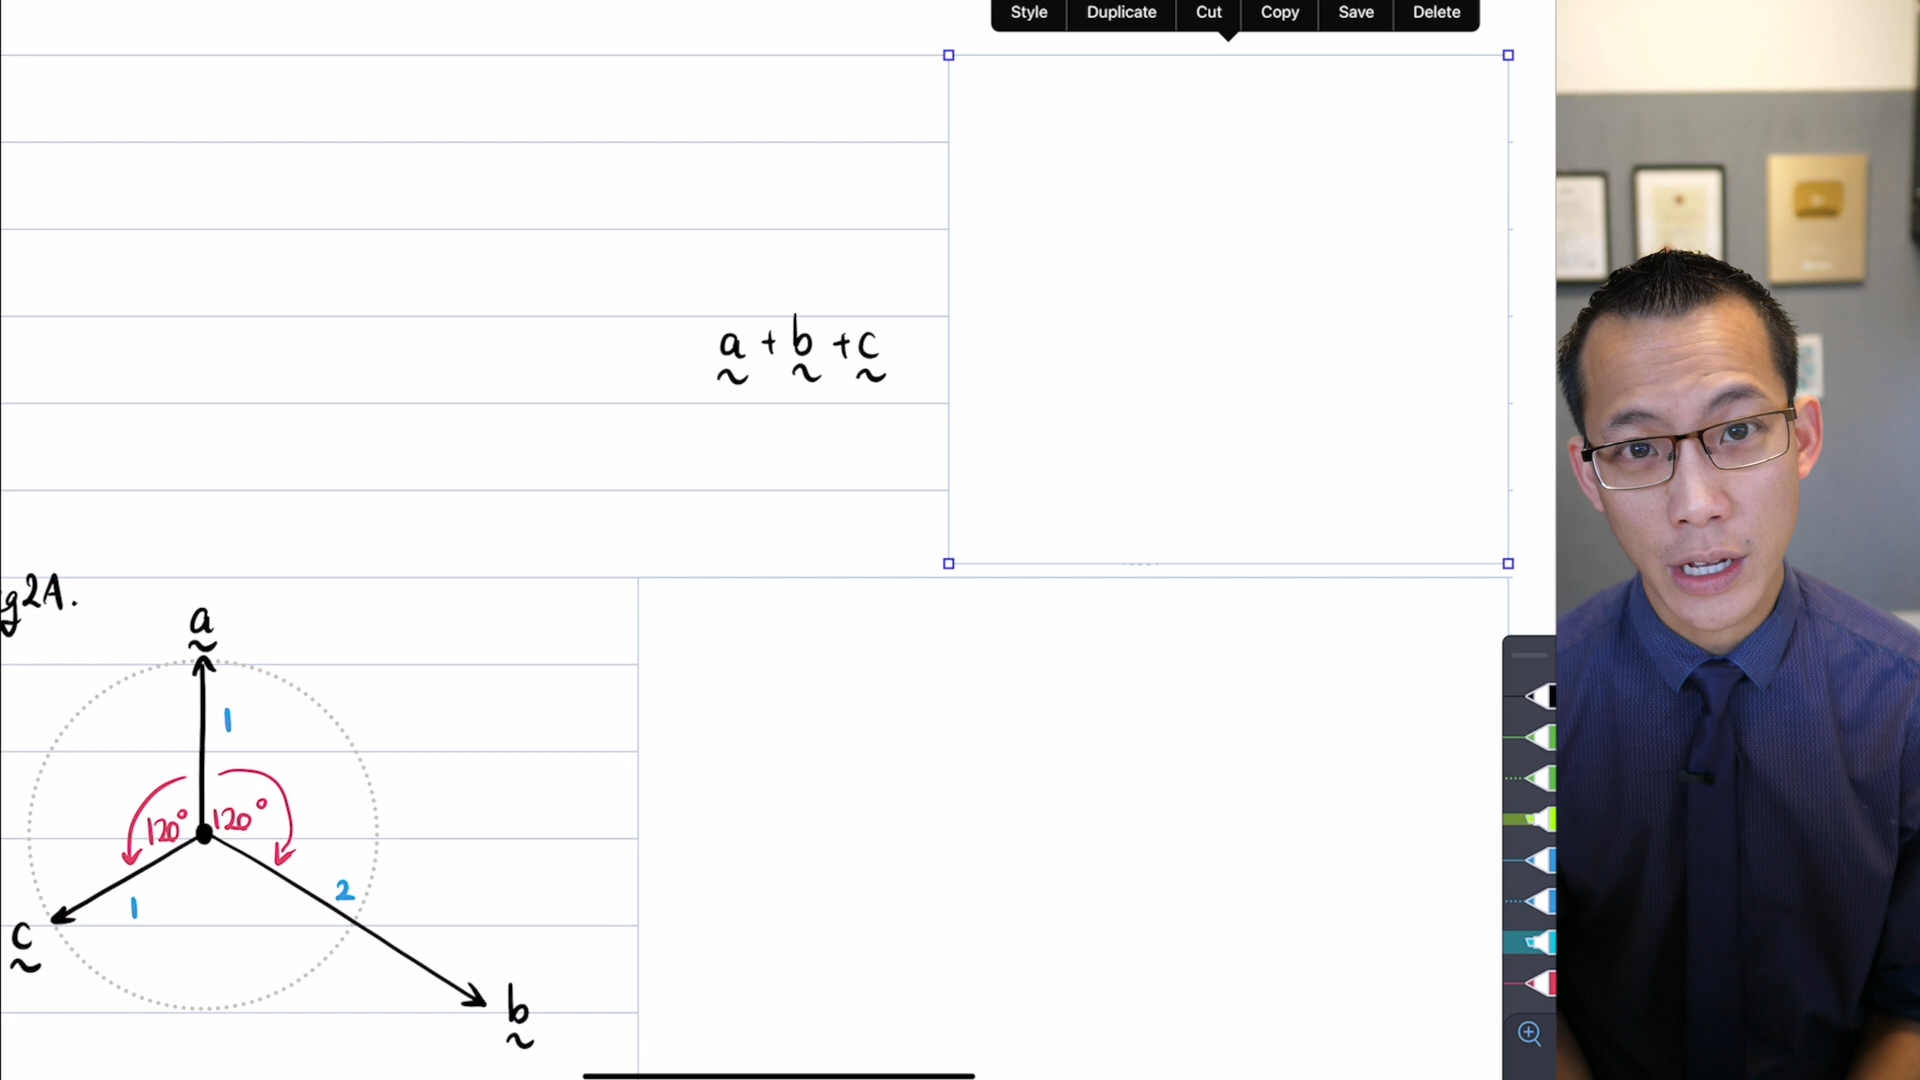 Style Duplicate Cut Copy Save Delete
a + b + c
g2A.
a
1
120° 120°
2
1
c
b